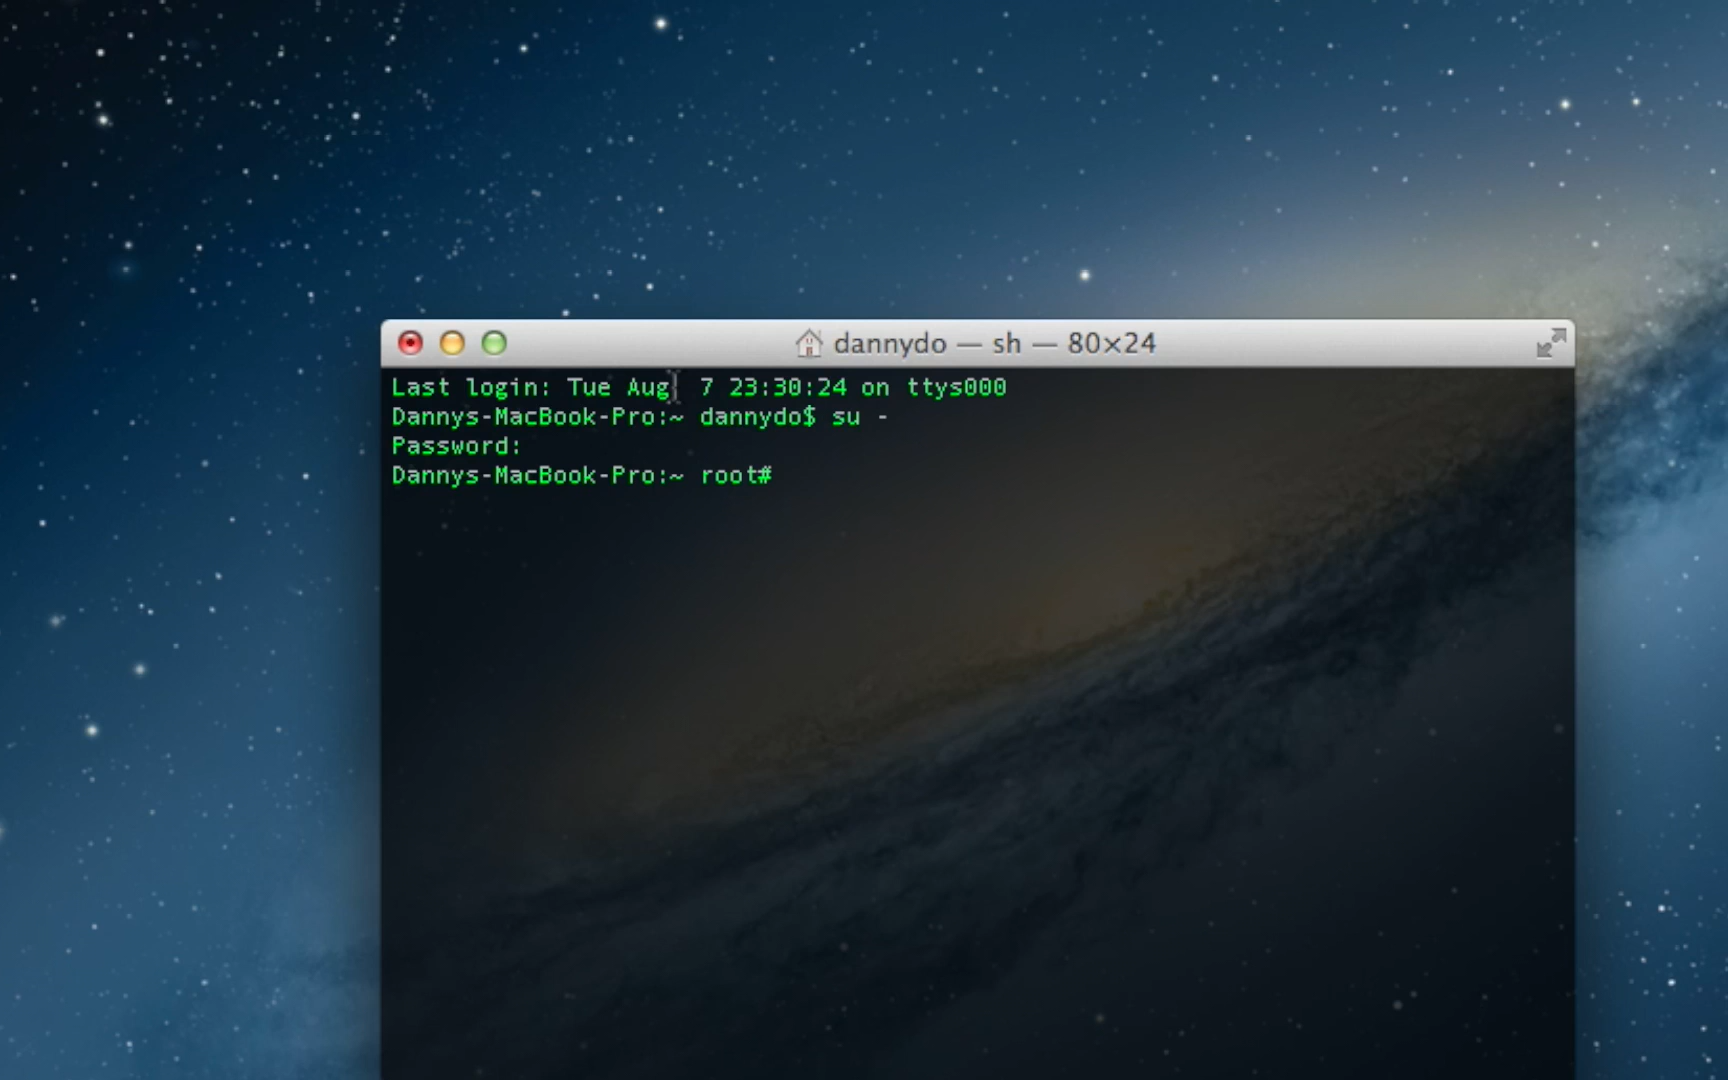 dannydo — sh — 80×24
Last login: Tue Aug  7 23:30:24 on ttys000
Dannys-MacBook-Pro:~ dannydo$ su -
Password:
Dannys-MacBook-Pro:~ root#